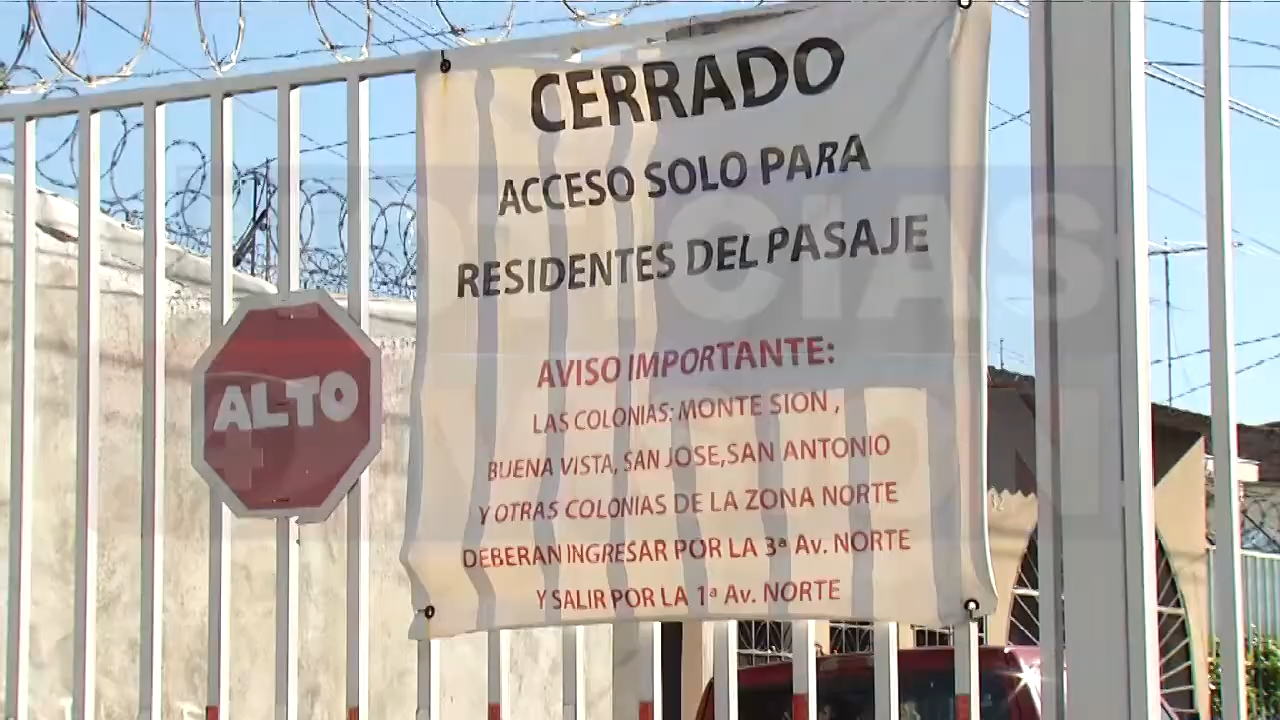 CERRADO
ACCESO SOLO PARA
RESIDENTES DEL PASAJE
AVISO IMPORTANTE:
LAS COLONIAS: MONTE SION ,
BUENA VISTA, SAN JOSE,SAN ANTONIO
Y OTRAS COLONIAS DE LA ZONA NORTE
DEBERAN INGRESAR POR LA 3ª Av. NORTE
Y SALIR POR LA 1ª Av. NORTE
ALTO
NOTICIAS